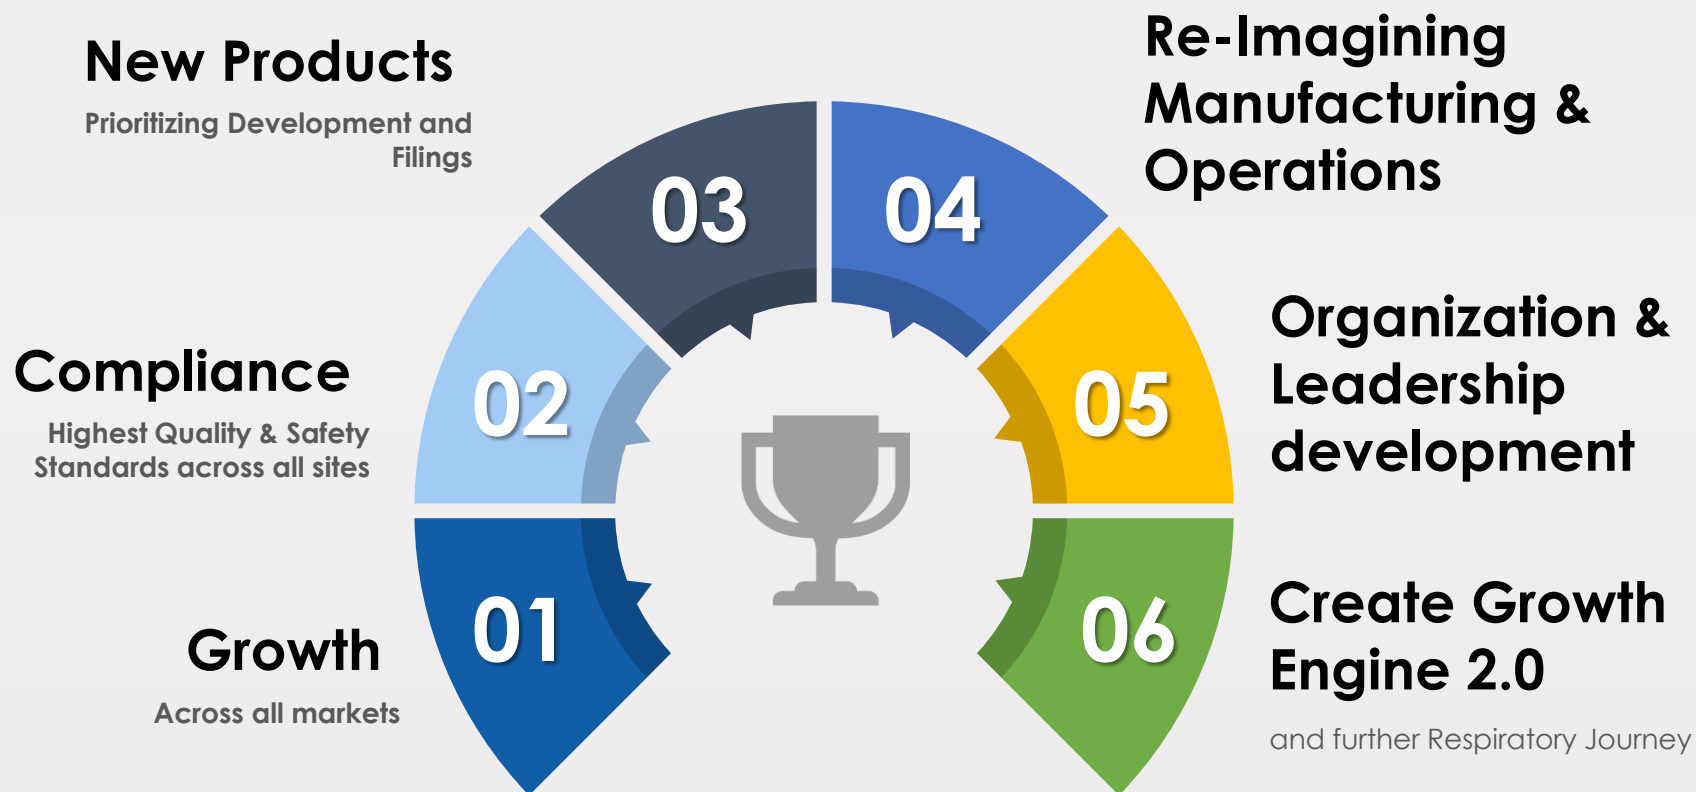 New Products
Prioritizing Development and
Filings
03
04
Re-Imagining
Manufacturing &
Operations
Compliance
Highest Quality & Safety
Standards across all sites
02
05
Organization &
Leadership
development
Growth
Across all markets
01
06
Create Growth
Engine 2.0
and further Respiratory Journey